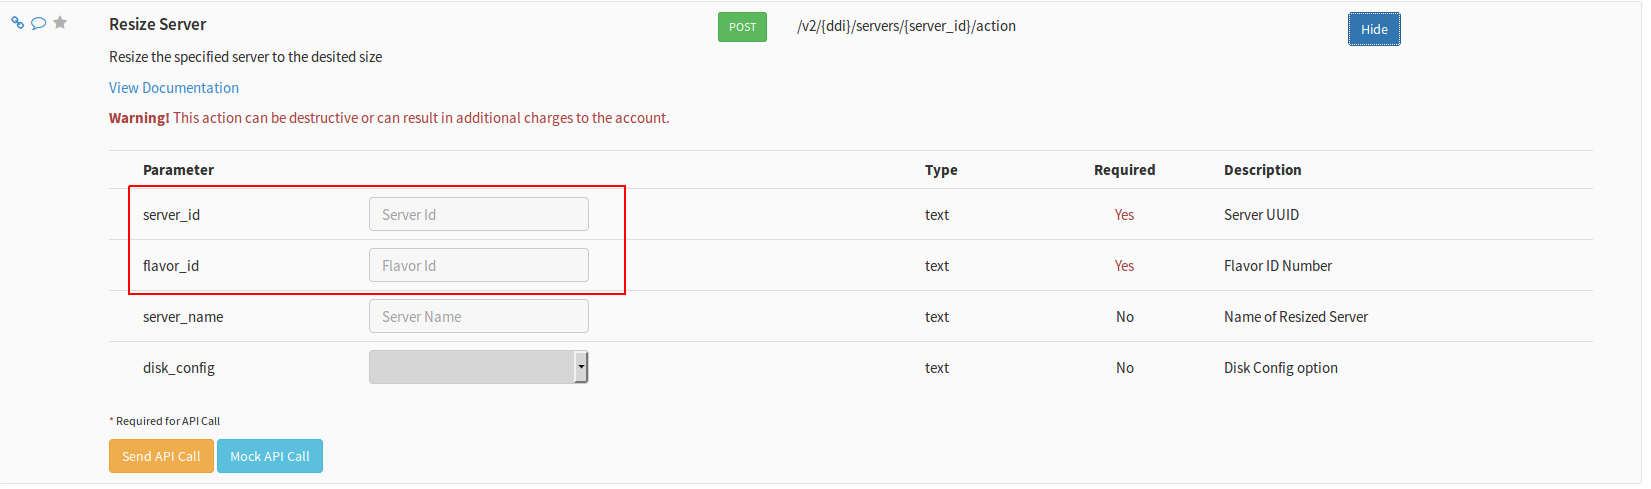 Resize Server POST /v2/{ddi}/servers/{server_id}/action Hide
Resize the specified server to the desited size
View Documentation
Warning! This action can be destructive or can result in additional charges to the account.
Parameter Type Required Description
server_id Server Id text Yes Server UUID
flavor_id Flavor Id text Yes Flavor ID Number
server_name Server Name text No Name of Resized Server
disk_config text No Disk Config option
* Required for API Call
Send API Call Mock API Call